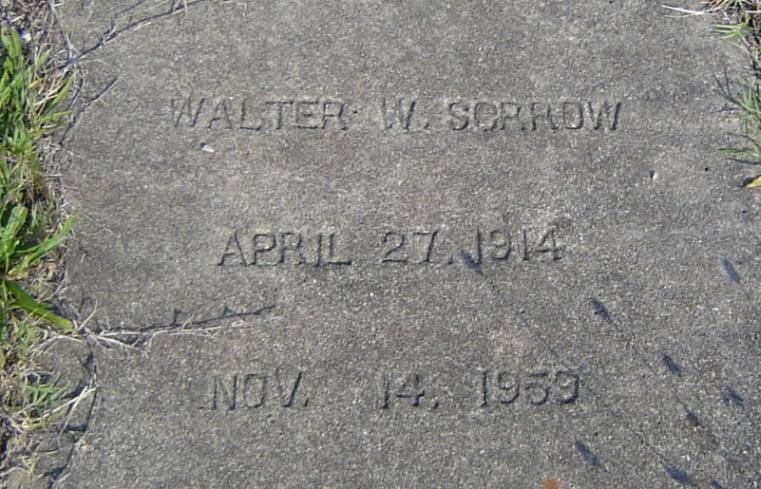 WALTER W. SORROW
APRIL 27, 1914
NOV. 14, 1959